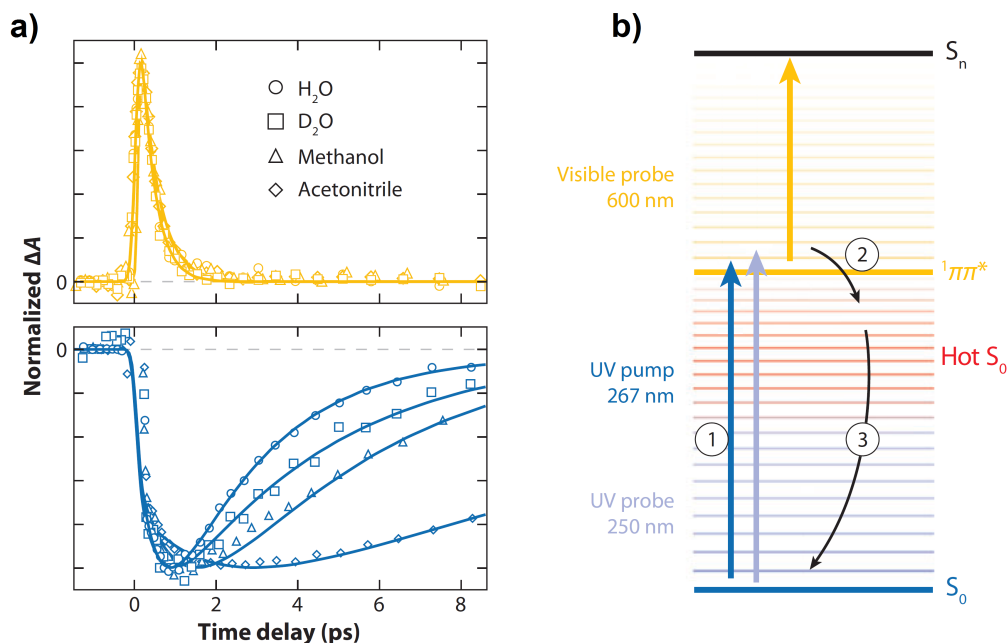 a)
Normalized ΔA
0
H₂O
D₂O
Methanol
Acetonitrile
0
0
2
4
6
8
Time delay (ps)
b)
Sₙ
Visible probe
600 nm
2
¹ππ*
Hot S₀
UV pump
267 nm
1
3
UV probe
250 nm
S₀